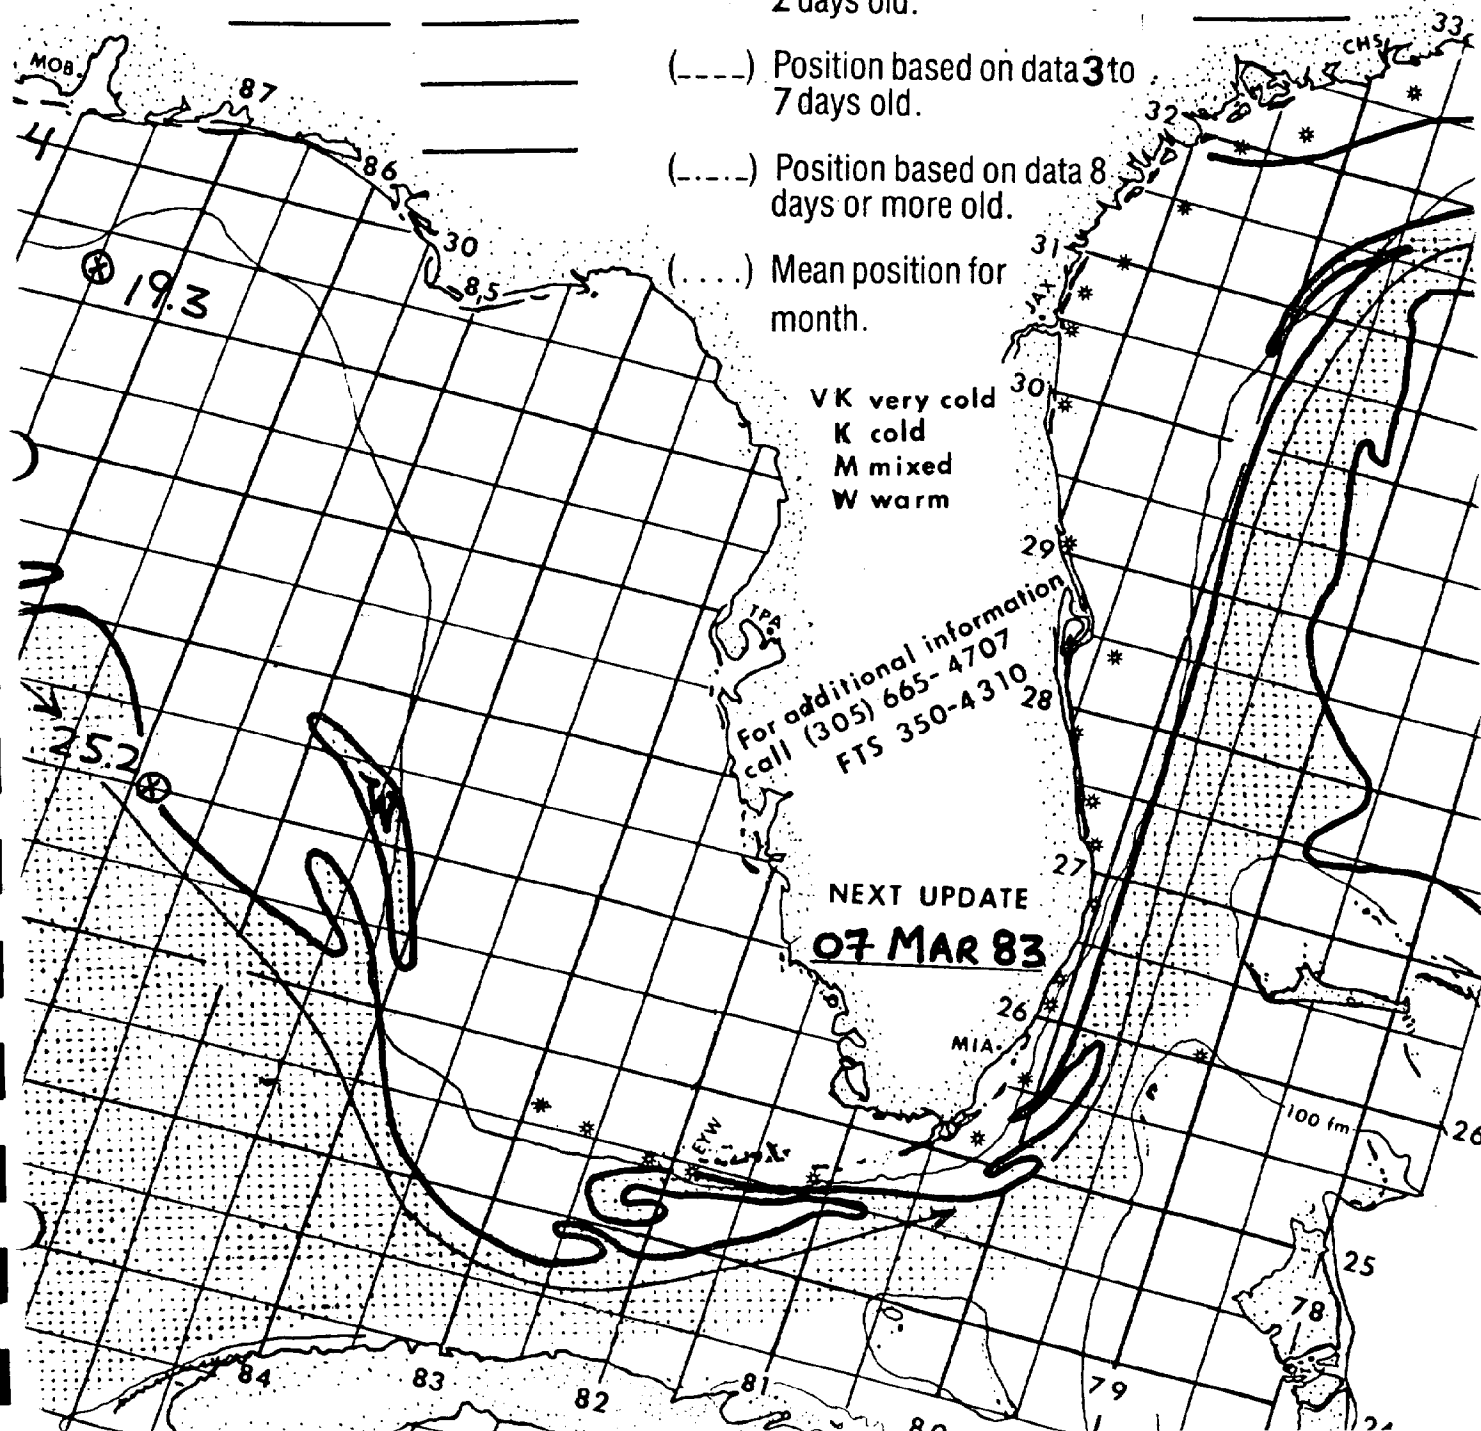 2 days old.
(____) Position based on data 3 to
7 days old.
(_._._) Position based on data 8
days or more old.
(....) Mean position for
month.
VK very cold
K cold
M mixed
W warm
For additional information
call (305) 665-4707
FTS 350-4310
NEXT UPDATE
07 MAR 83
MOB.
87
86
30
85
19.3
4
CHS
33
32
31
JAX
30
29
28
27
26
TPA
MIA.
EYW
25.2
W
100 fm
26
25
78
79
80
81
82
83
84